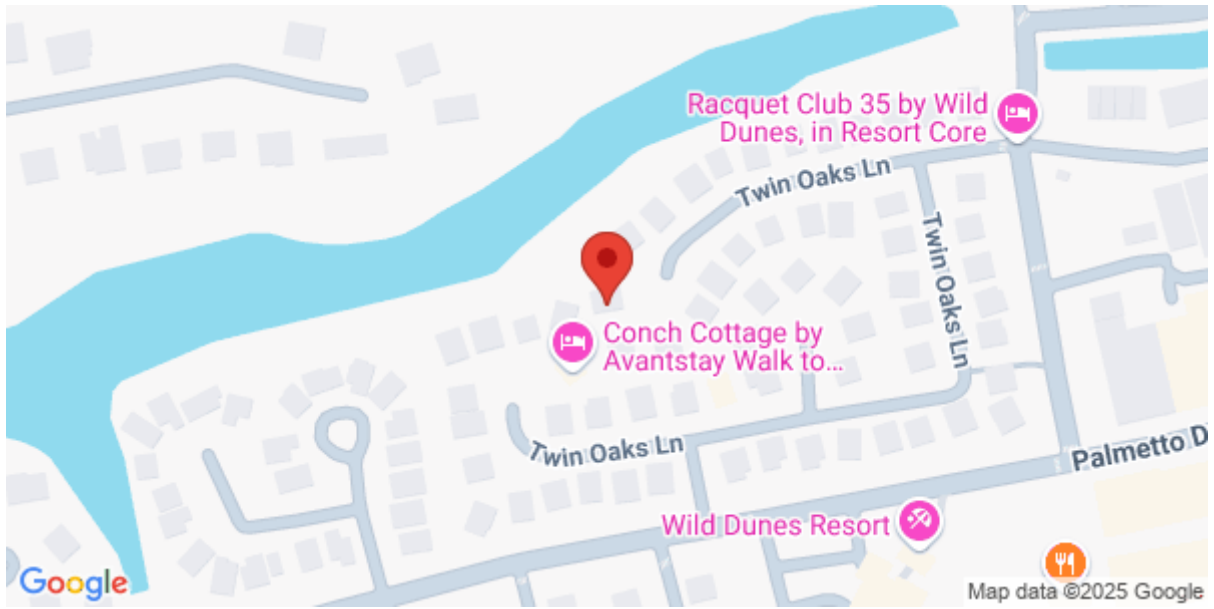 Racquet Club 35 by Wild
Dunes, in Resort Core
Twin Oaks Ln
Twin Oaks Ln
Conch Cottage by
Avantstay Walk to...
Twin Oaks Ln
Palmetto D
Wild Dunes Resort
Google
Map data ©2025 Google